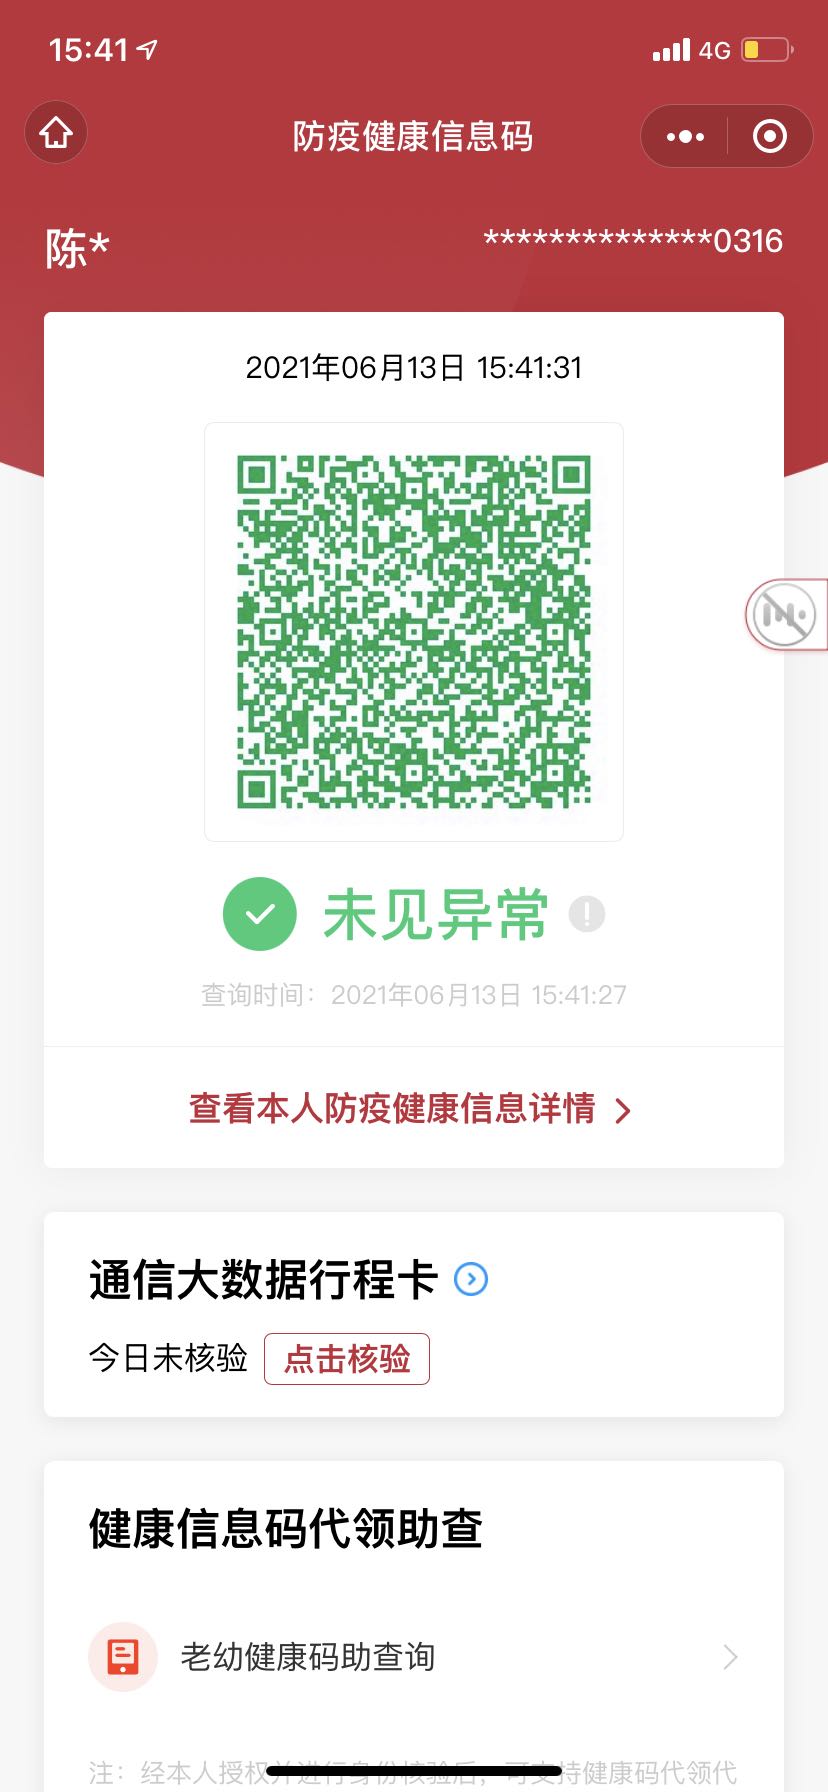 15:41
4G
防疫健康信息码
陈*
**************0316
2021年06月13日 15:41:31
未见异常
查询时间：2021年06月13日 15:41:27
查看本人防疫健康信息详情
通信大数据行程卡
今日未核验 点击核验
健康信息码代领助查
老幼健康码助查询
注：经本人授权并进行身份核验后，可支持健康码代领代